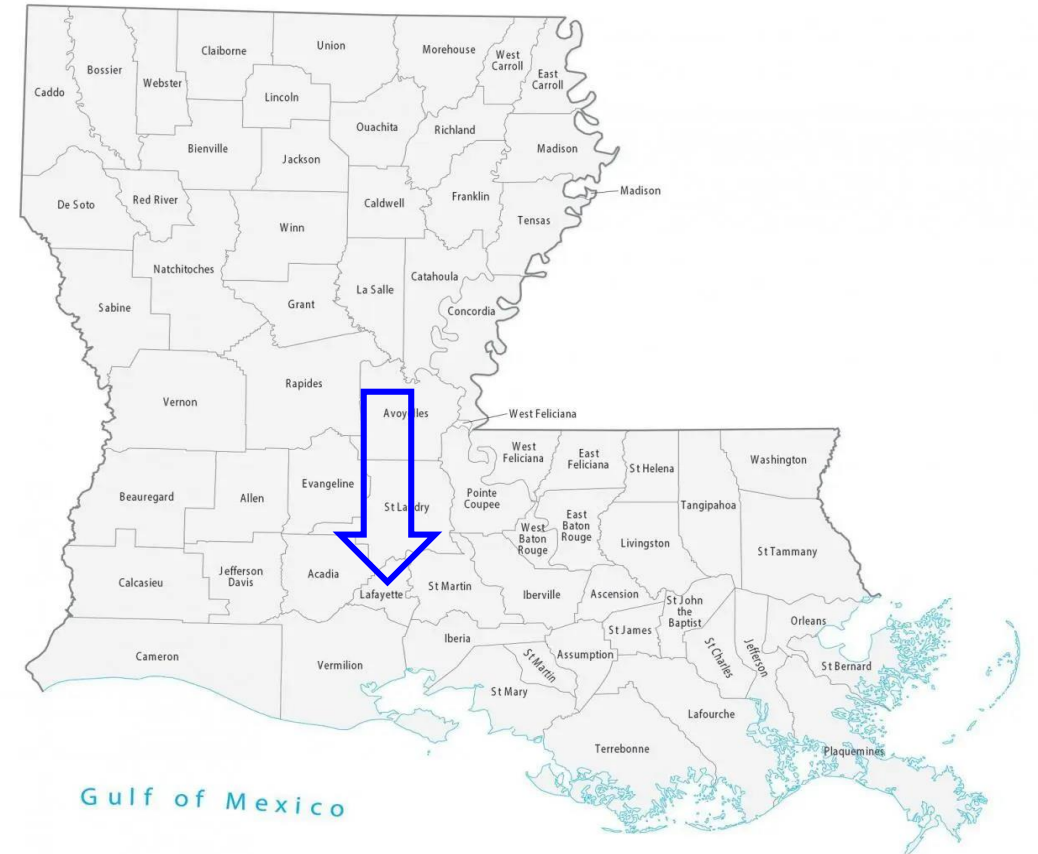 Claiborne
Union
Morehouse
West
Carroll
East
Carroll
Bossier
Webster
Caddo
Lincoln
Ouachita
Richland
Madison
Bienville
Jackson
Madison
De Soto
Red River
Caldwell
Franklin
Tensas
Winn
Natchitoches
La Salle
Catahoula
Sabine
Grant
Concordia
Rapides
Vernon
Avoyelles
West Feliciana
West
Feliciana
East
Feliciana
St Helena
Washington
Beauregard
Allen
Evangeline
St Landry
Pointe
Coupee
Tangipahoa
West
Baton
Rouge
East
Baton
Rouge
Livingston
St Tammany
Calcasieu
Jefferson
Davis
Acadia
Lafayette
St Martin
Iberville
Ascension
St John
the
Baptist
Orleans
St James
Iberia
St Martin
Assumption
St Charles
Jefferson
St Bernard
Cameron
Vermilion
St Mary
Lafourche
Terrebonne
Plaquemines
Gulf of Mexico